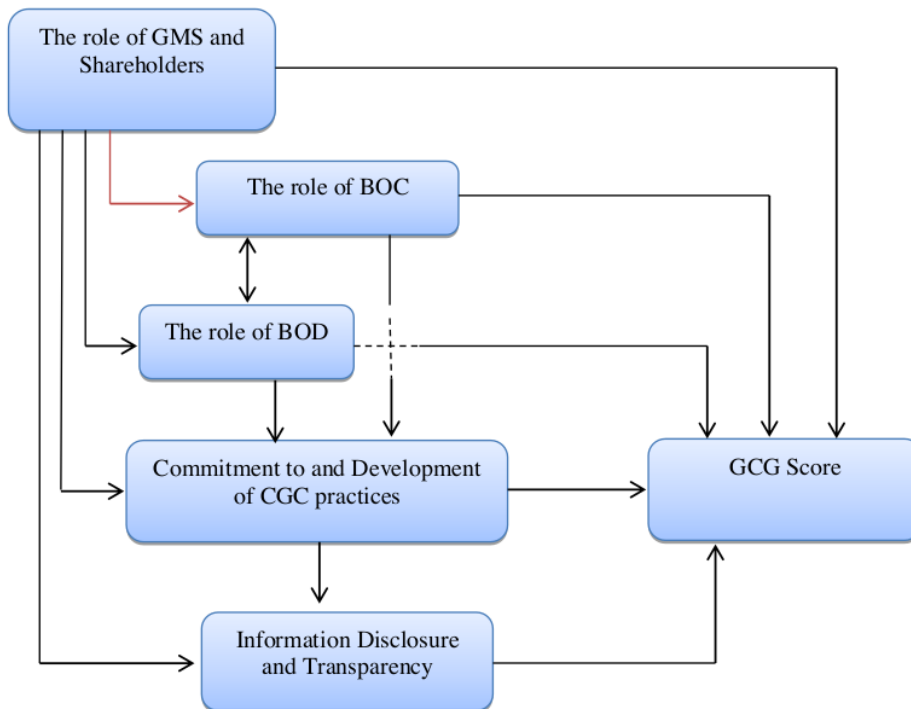 The role of GMS and
Shareholders
The role of BOC
The role of BOD
Commitment to and Development
of CGC practices
GCG Score
Information Disclosure
and Transparency